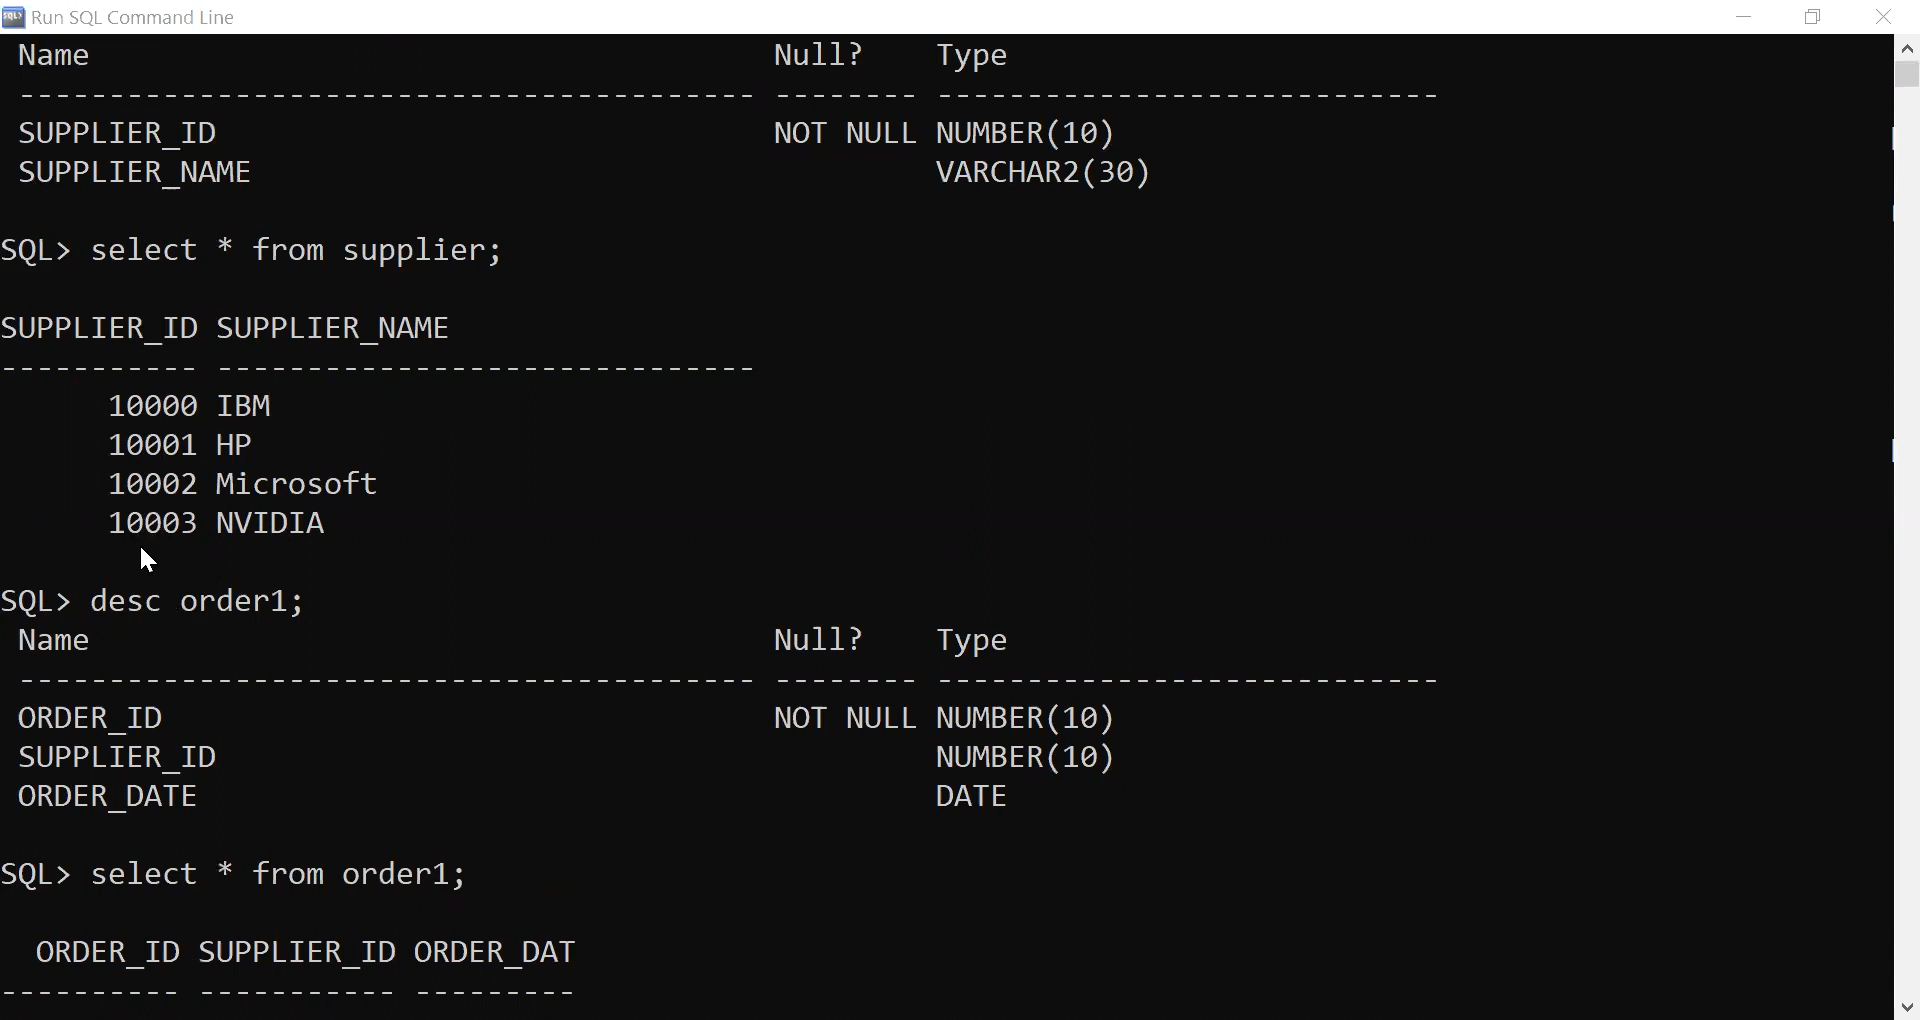 Run SQL Command Line
Name Null? Type
----------------------------------------- -------- ----------------------------
SUPPLIER_ID NOT NULL NUMBER(10)
SUPPLIER_NAME VARCHAR2(30)
SQL> select * from supplier;
SUPPLIER_ID SUPPLIER_NAME
----------- ------------------------------
10000 IBM
10001 HP
10002 Microsoft
10003 NVIDIA
SQL> desc order1;
Name Null? Type
----------------------------------------- -------- ----------------------------
ORDER_ID NOT NULL NUMBER(10)
SUPPLIER_ID NUMBER(10)
ORDER_DATE DATE
SQL> select * from order1;
ORDER_ID SUPPLIER_ID ORDER_DAT
---------- ----------- ---------